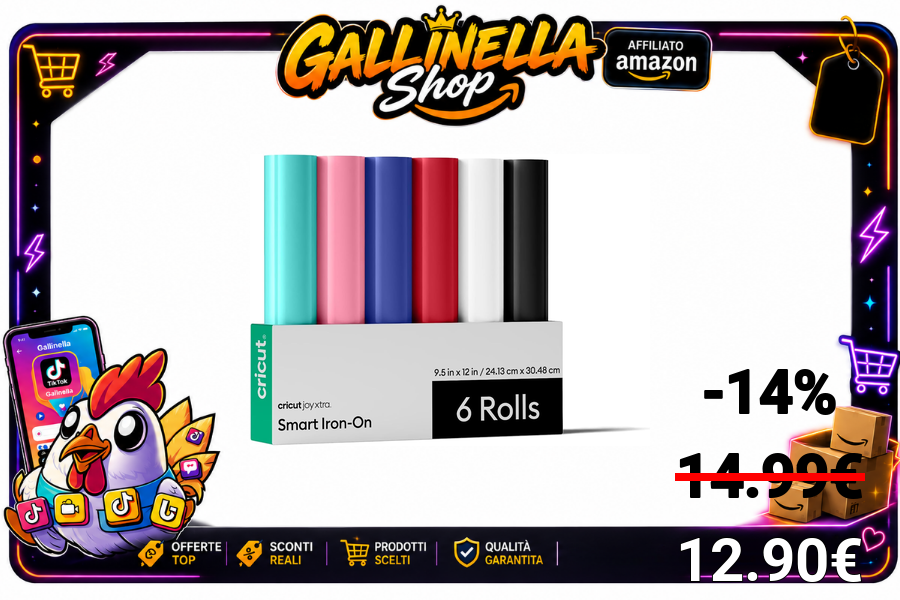 GALLINELLA
Shop
AFFILIATO
amazon
cricut
9.5 in x 12 in / 24.13 cm x 30.48 cm
cricut joy xtra.
Smart Iron-On
6 Rolls
Gallinella
TikTok
Gallinella
-14%
14.99€
12.90€
OFFERTE
TOP
SCONTI
REALI
PRODOTTI
SCELTI
QUALITÀ
GARANTITA